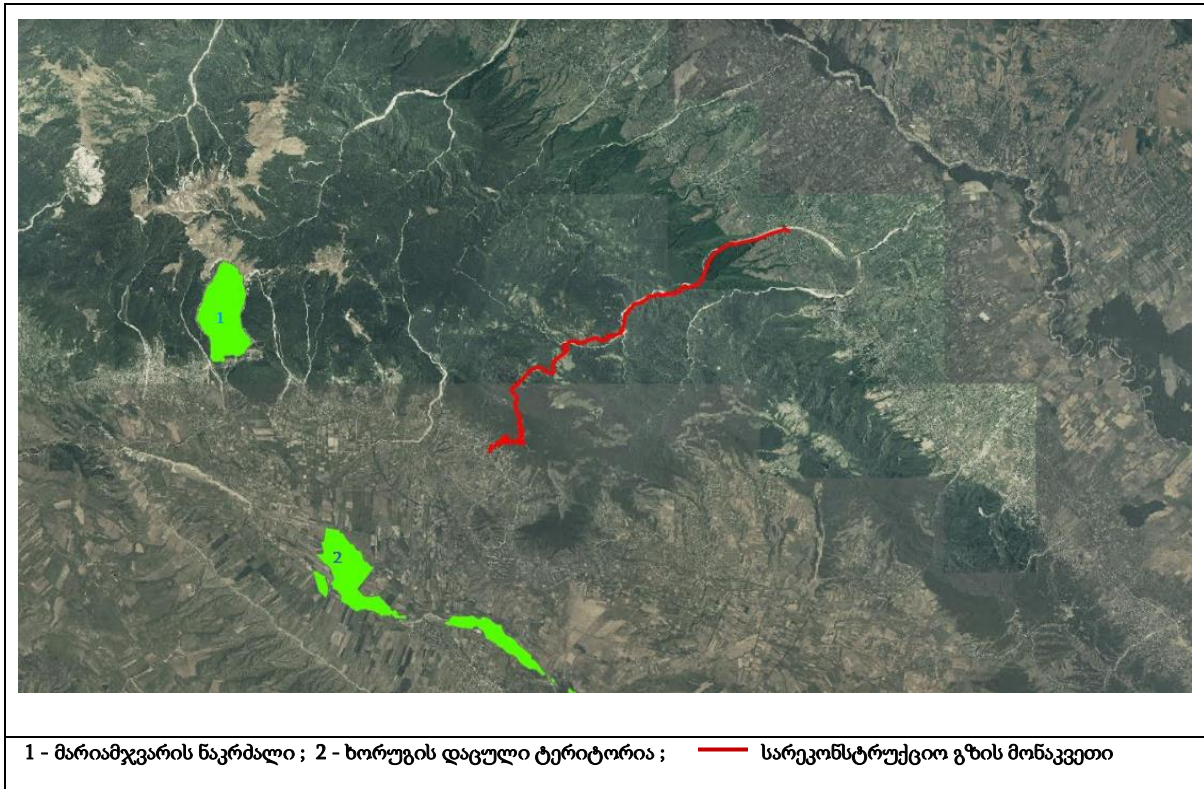 1
2
1 - მარიამჯვარის ნაკრძალი ; 2 - ხორუგის დაცული ტერიტორია ; სარეკონსტრუქციო გზის მონაკვეთი